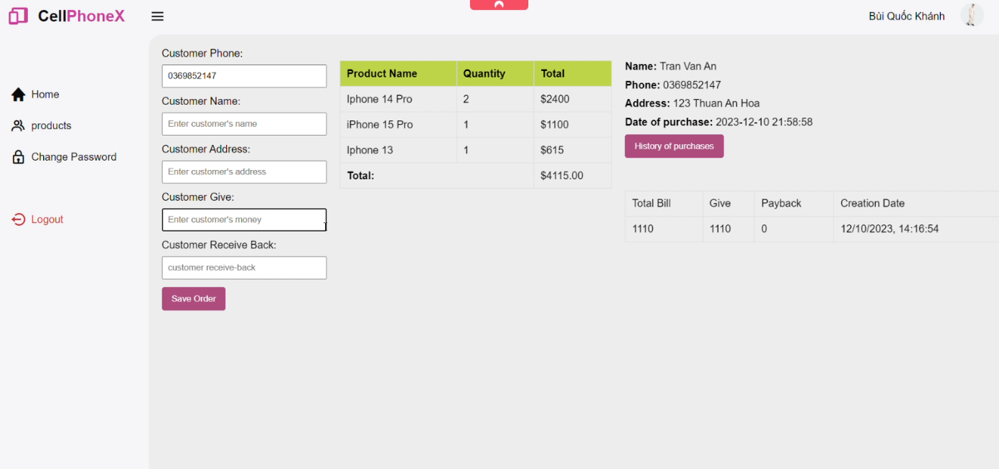 CellPhoneX
Bùi Quốc Khánh
Home
products
Change Password
Logout
Customer Phone:
0369852147
Customer Name:
Enter customer's name
Customer Address:
Enter customer's address
Customer Give:
Enter customer's money
Customer Receive Back:
customer receive-back
Save Order
Product Name Quantity Total
Iphone 14 Pro 2 $2400
iPhone 15 Pro 1 $1100
Iphone 13 1 $615
Total: $4115.00
Name: Tran Van An
Phone: 0369852147
Address: 123 Thuan An Hoa
Date of purchase: 2023-12-10 21:58:58
History of purchases
Total Bill Give Payback Creation Date
1110 1110 0 12/10/2023, 14:16:54